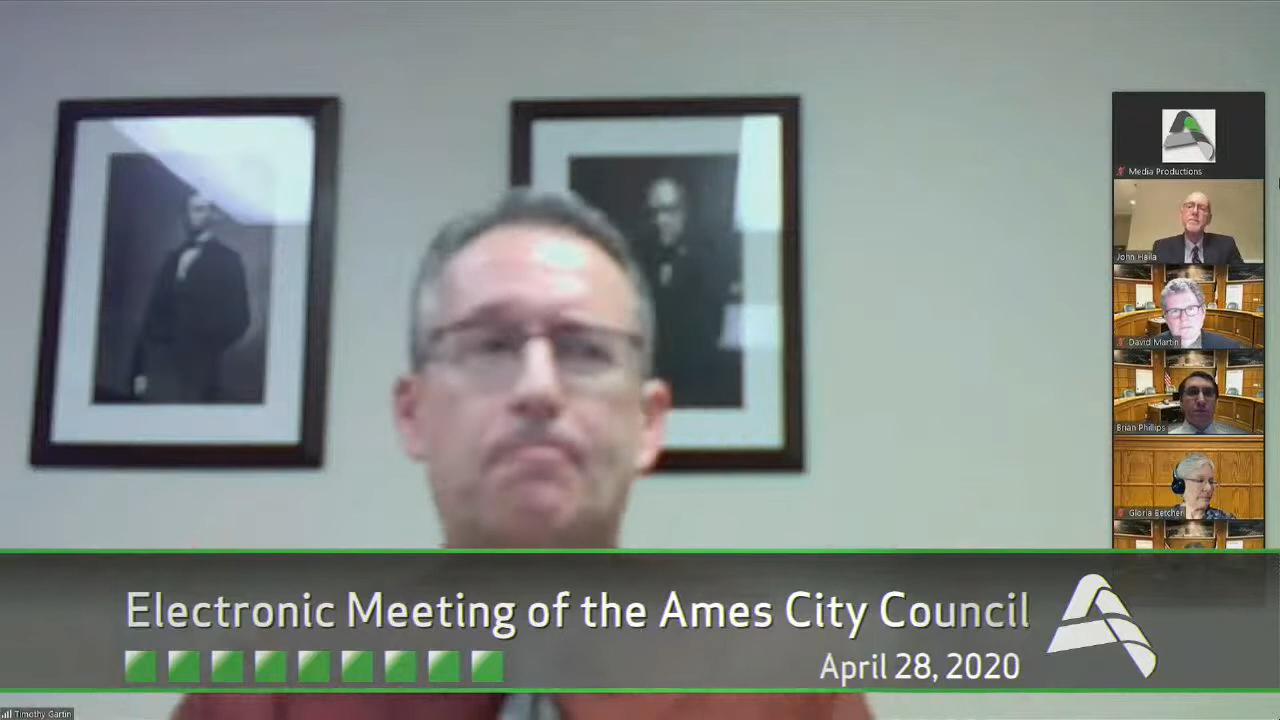 Media Productions
John Haila
David Martin
Brian Phillips
Gloria Betcher
Electronic Meeting of the Ames City Council
April 28, 2020
Timothy Gartin